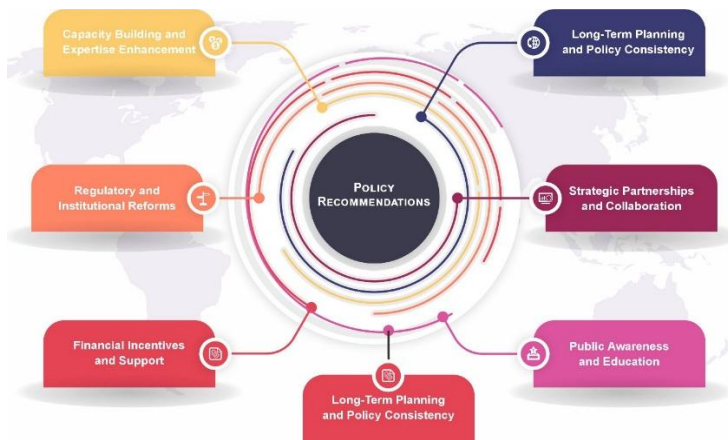 Capacity Building and
Expertise Enhancement
Long-Term Planning
and Policy Consistency
Regulatory and
Institutional Reforms
POLICY
RECOMMENDATIONS
Strategic Partnerships
and Collaboration
Financial Incentives
and Support
Public Awareness
and Education
Long-Term Planning
and Policy Consistency